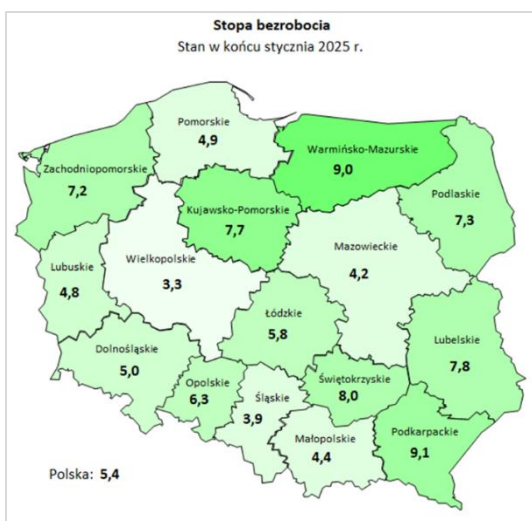 Stopa bezrobocia
Stan w końcu stycznia 2025 r.
Pomorskie
4,9
Warmińsko-Mazurskie
9,0
Zachodniopomorskie
7,2
Podlaskie
7,3
Kujawsko-Pomorskie
7,7
Mazowieckie
4,2
Wielkopolskie
3,3
Lubuskie
4,8
Łódzkie
5,8
Lubelskie
7,8
Dolnośląskie
5,0
Opolskie
6,3
Śląskie
3,9
Świętokrzyskie
8,0
Małopolskie
4,4
Podkarpackie
9,1
Polska: 5,4